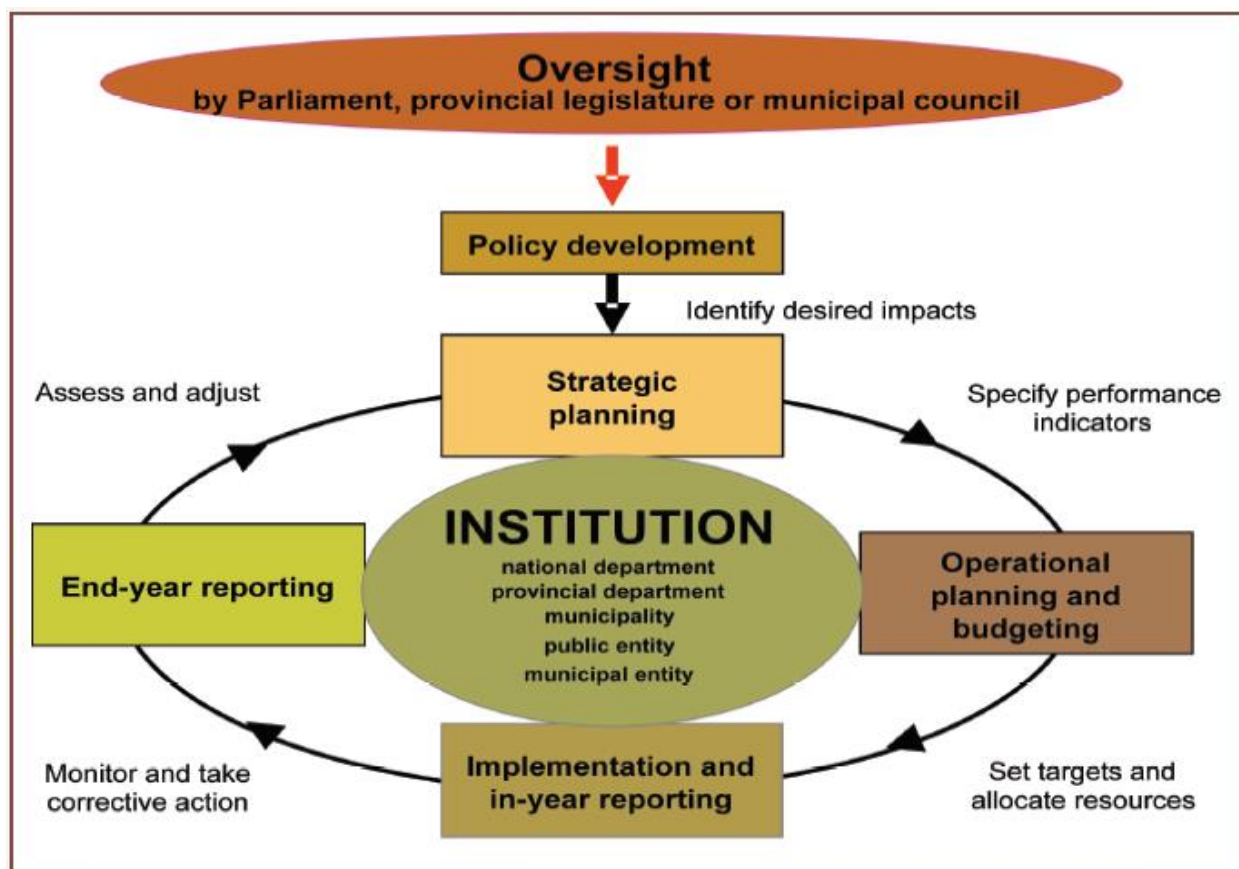 Oversight
by Parliament, provincial legislature or municipal council
Policy development
Identify desired impacts
Strategic
planning
Assess and adjust
Specify performance
indicators
INSTITUTION
national department
provincial department
municipality
public entity
municipal entity
End-year reporting
Operational
planning and
budgeting
Implementation and
in-year reporting
Monitor and take
corrective action
Set targets and
allocate resources